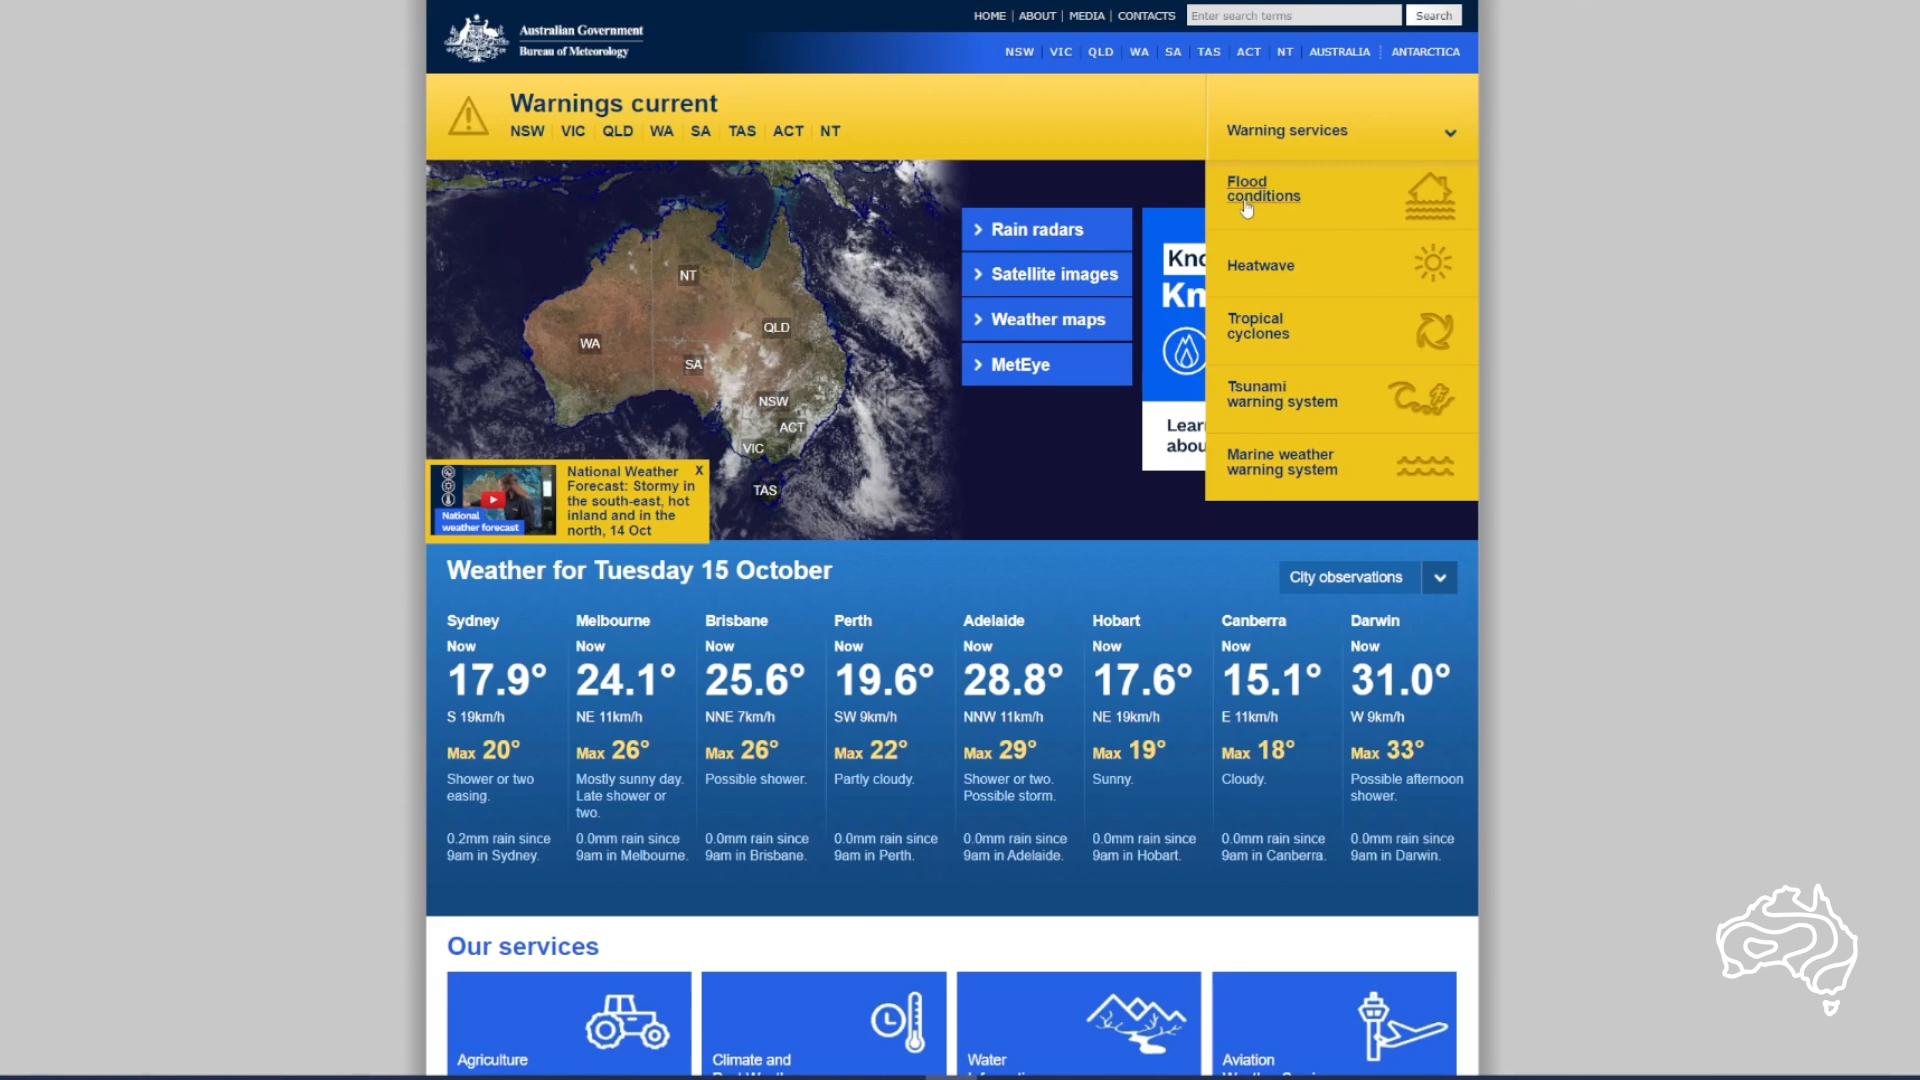 Australian Government
Bureau of Meteorology
HOME | ABOUT | MEDIA | CONTACTS
Enter search terms
Search
NSW VIC QLD WA SA TAS ACT NT AUSTRALIA ANTARCTICA
Warnings current
NSW VIC QLD WA SA TAS ACT NT
Warning services
Flood
conditions
Heatwave
Tropical
cyclones
Tsunami
warning system
Marine weather
warning system
NT
QLD
WA
SA
NSW
ACT
VIC
TAS
Rain radars
Satellite images
Weather maps
MetEye
National
weather forecast
National Weather
Forecast: Stormy in
the south-east, hot
inland and in the
north, 14 Oct
X
Weather for Tuesday 15 October
City observations
Sydney
Now
17.9°
S 19km/h
Max 20°
Shower or two
easing.
0.2mm rain since
9am in Sydney.
Melbourne
Now
24.1°
NE 11km/h
Max 26°
Mostly sunny day.
Late shower or
two.
0.0mm rain since
9am in Melbourne.
Brisbane
Now
25.6°
NNE 7km/h
Max 26°
Possible shower.
0.0mm rain since
9am in Brisbane.
Perth
Now
19.6°
SW 9km/h
Max 22°
Partly cloudy.
0.0mm rain since
9am in Perth.
Adelaide
Now
28.8°
NNW 11km/h
Max 29°
Shower or two.
Possible storm.
0.0mm rain since
9am in Adelaide.
Hobart
Now
17.6°
NE 19km/h
Max 19°
Sunny.
0.0mm rain since
9am in Hobart.
Canberra
Now
15.1°
E 11km/h
Max 18°
Cloudy.
0.0mm rain since
9am in Canberra.
Darwin
Now
31.0°
W 9km/h
Max 33°
Possible afternoon
shower.
0.0mm rain since
9am in Darwin.
Our services
Agriculture
Climate and
Water
Aviation